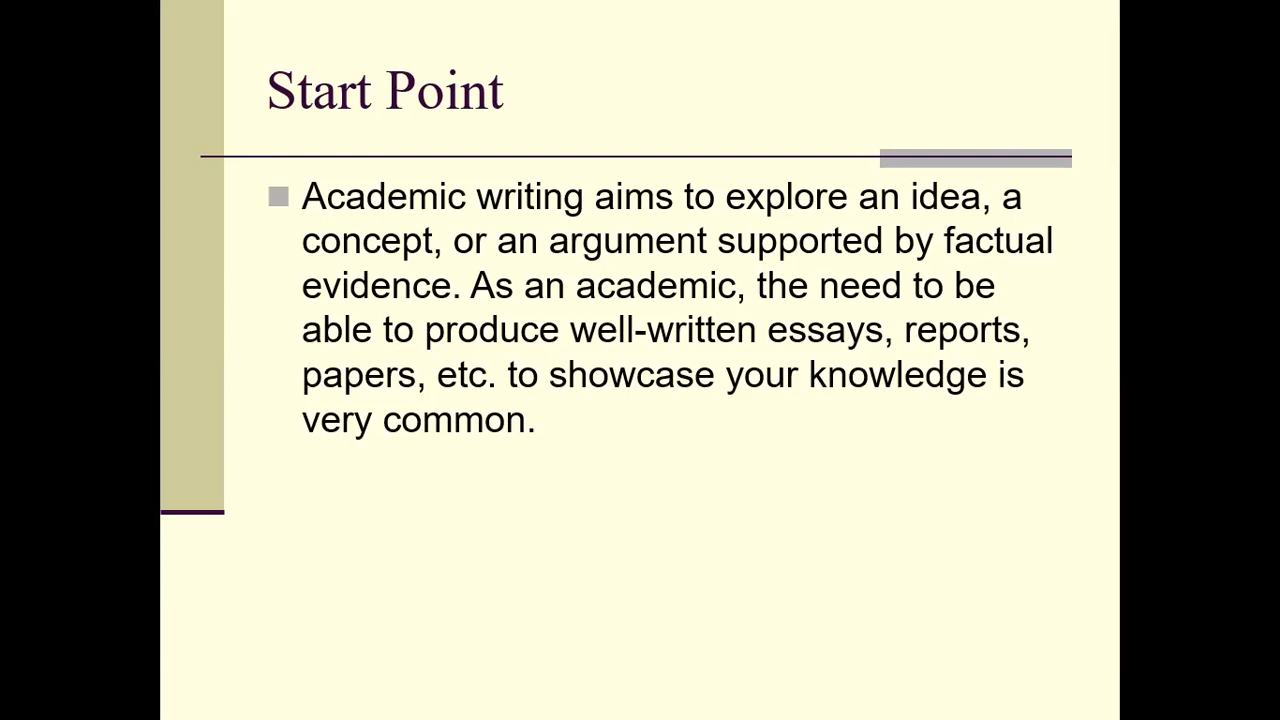 Start Point
Academic writing aims to explore an idea, a
concept, or an argument supported by factual
evidence. As an academic, the need to be
able to produce well-written essays, reports,
papers, etc. to showcase your knowledge is
very common.